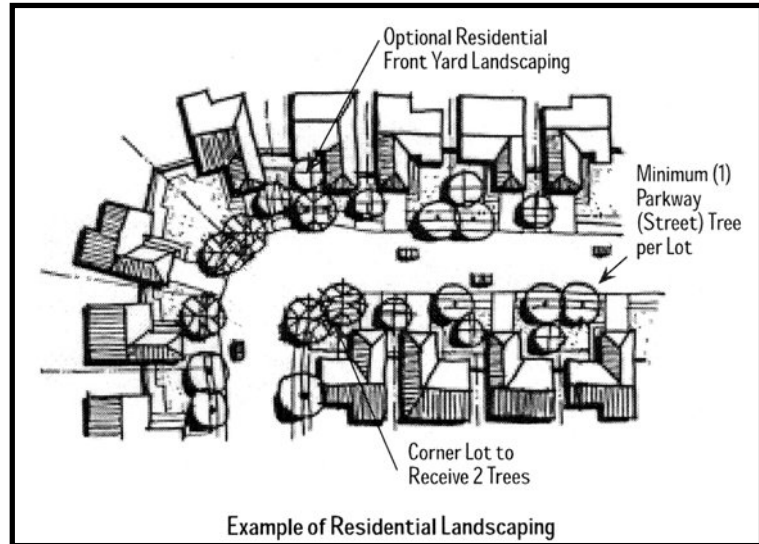 Optional Residential
Front Yard Landscaping
Minimum (1)
Parkway
(Street) Tree
per Lot
Corner Lot to
Receive 2 Trees
Example of Residential Landscaping